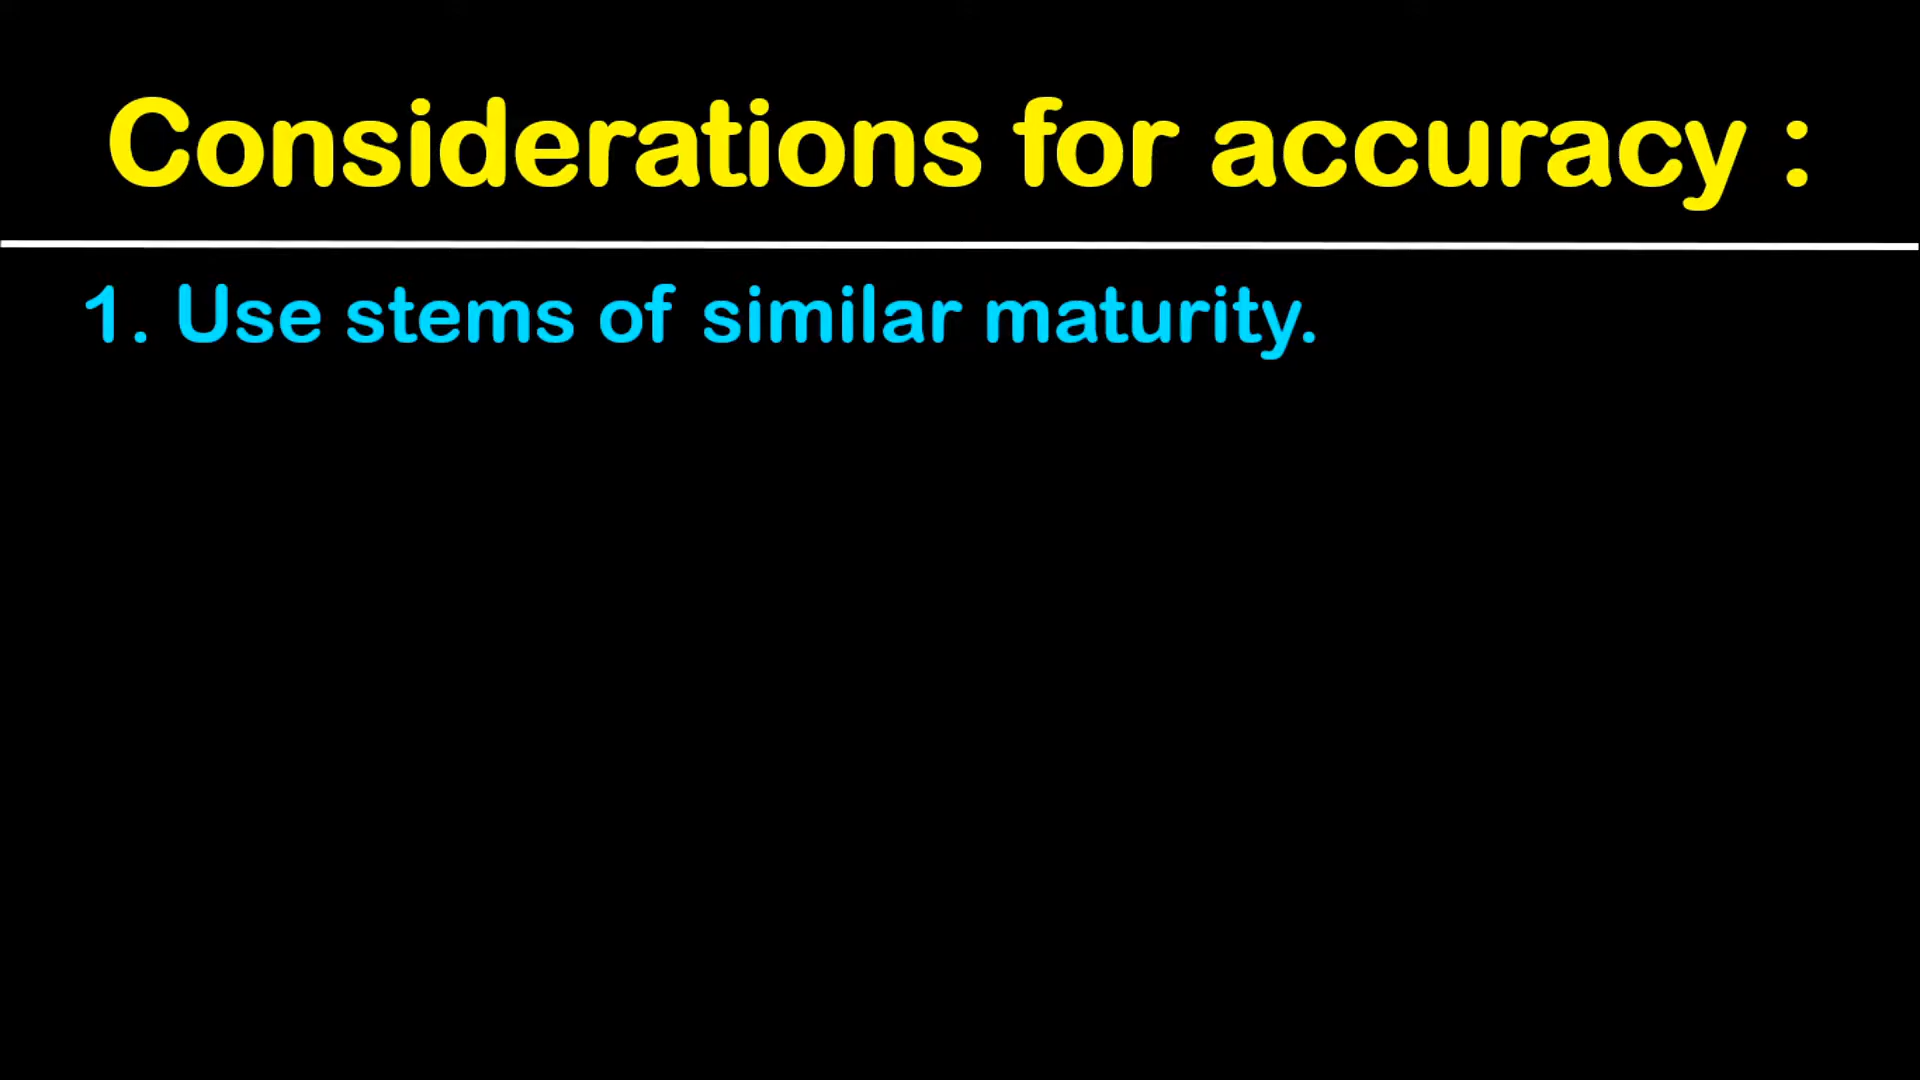 Considerations for accuracy :
1. Use stems of similar maturity.